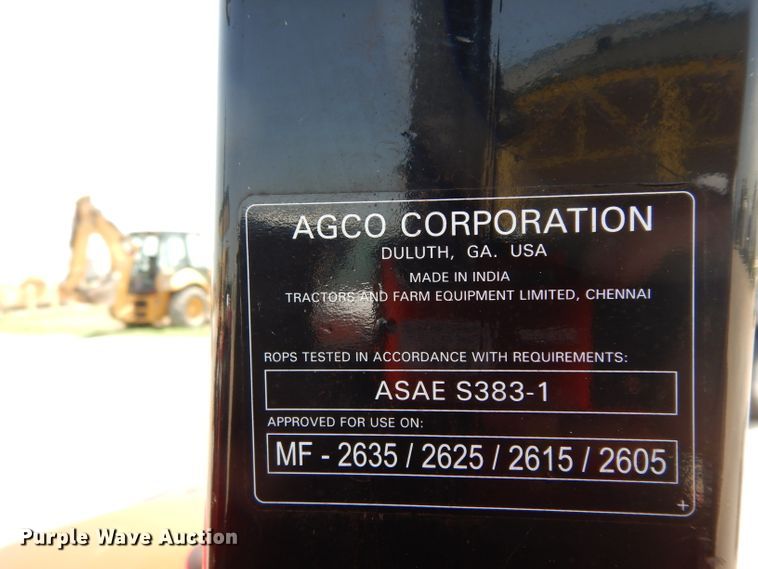 AGCO CORPORATION
DULUTH, GA. USA
MADE IN INDIA
TRACTORS AND FARM EQUIPMENT LIMITED, CHENNAI
ROPS TESTED IN ACCORDANCE WITH REQUIREMENTS:
ASAE S383-1
APPROVED FOR USE ON:
MF - 2635 / 2625 / 2615 / 2605
Purple Wave Auction